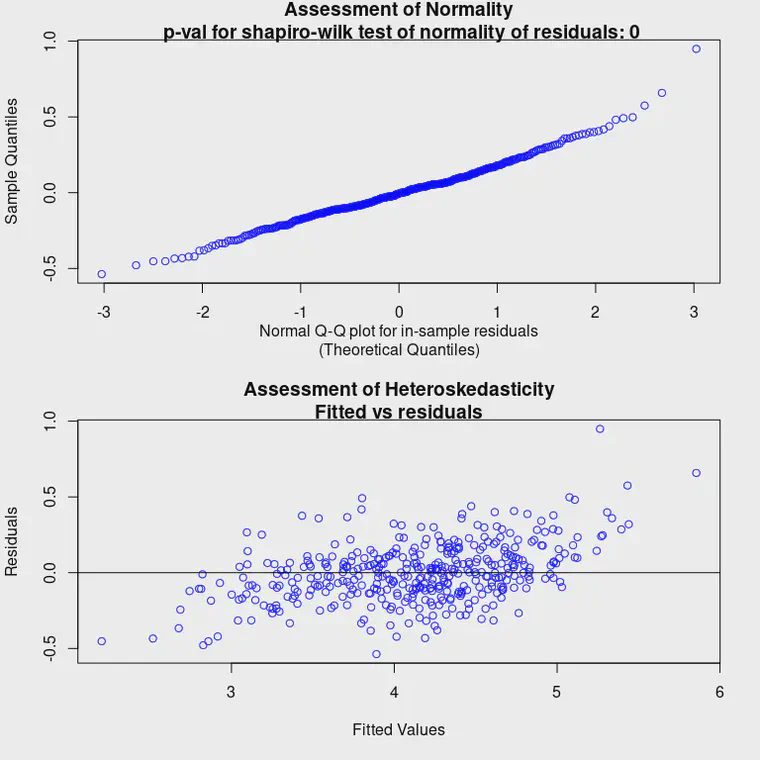 Assessment of Normality
p-val for shapiro-wilk test of normality of residuals: 0
1.0
0.5
0.0
-0.5
Sample Quantiles
-3 -2 -1 0 1 2 3
Normal Q-Q plot for in-sample residuals
(Theoretical Quantiles)
Assessment of Heteroskedasticity
Fitted vs residuals
1.0
0.5
0.0
-0.5
Residuals
3 4 5 6
Fitted Values